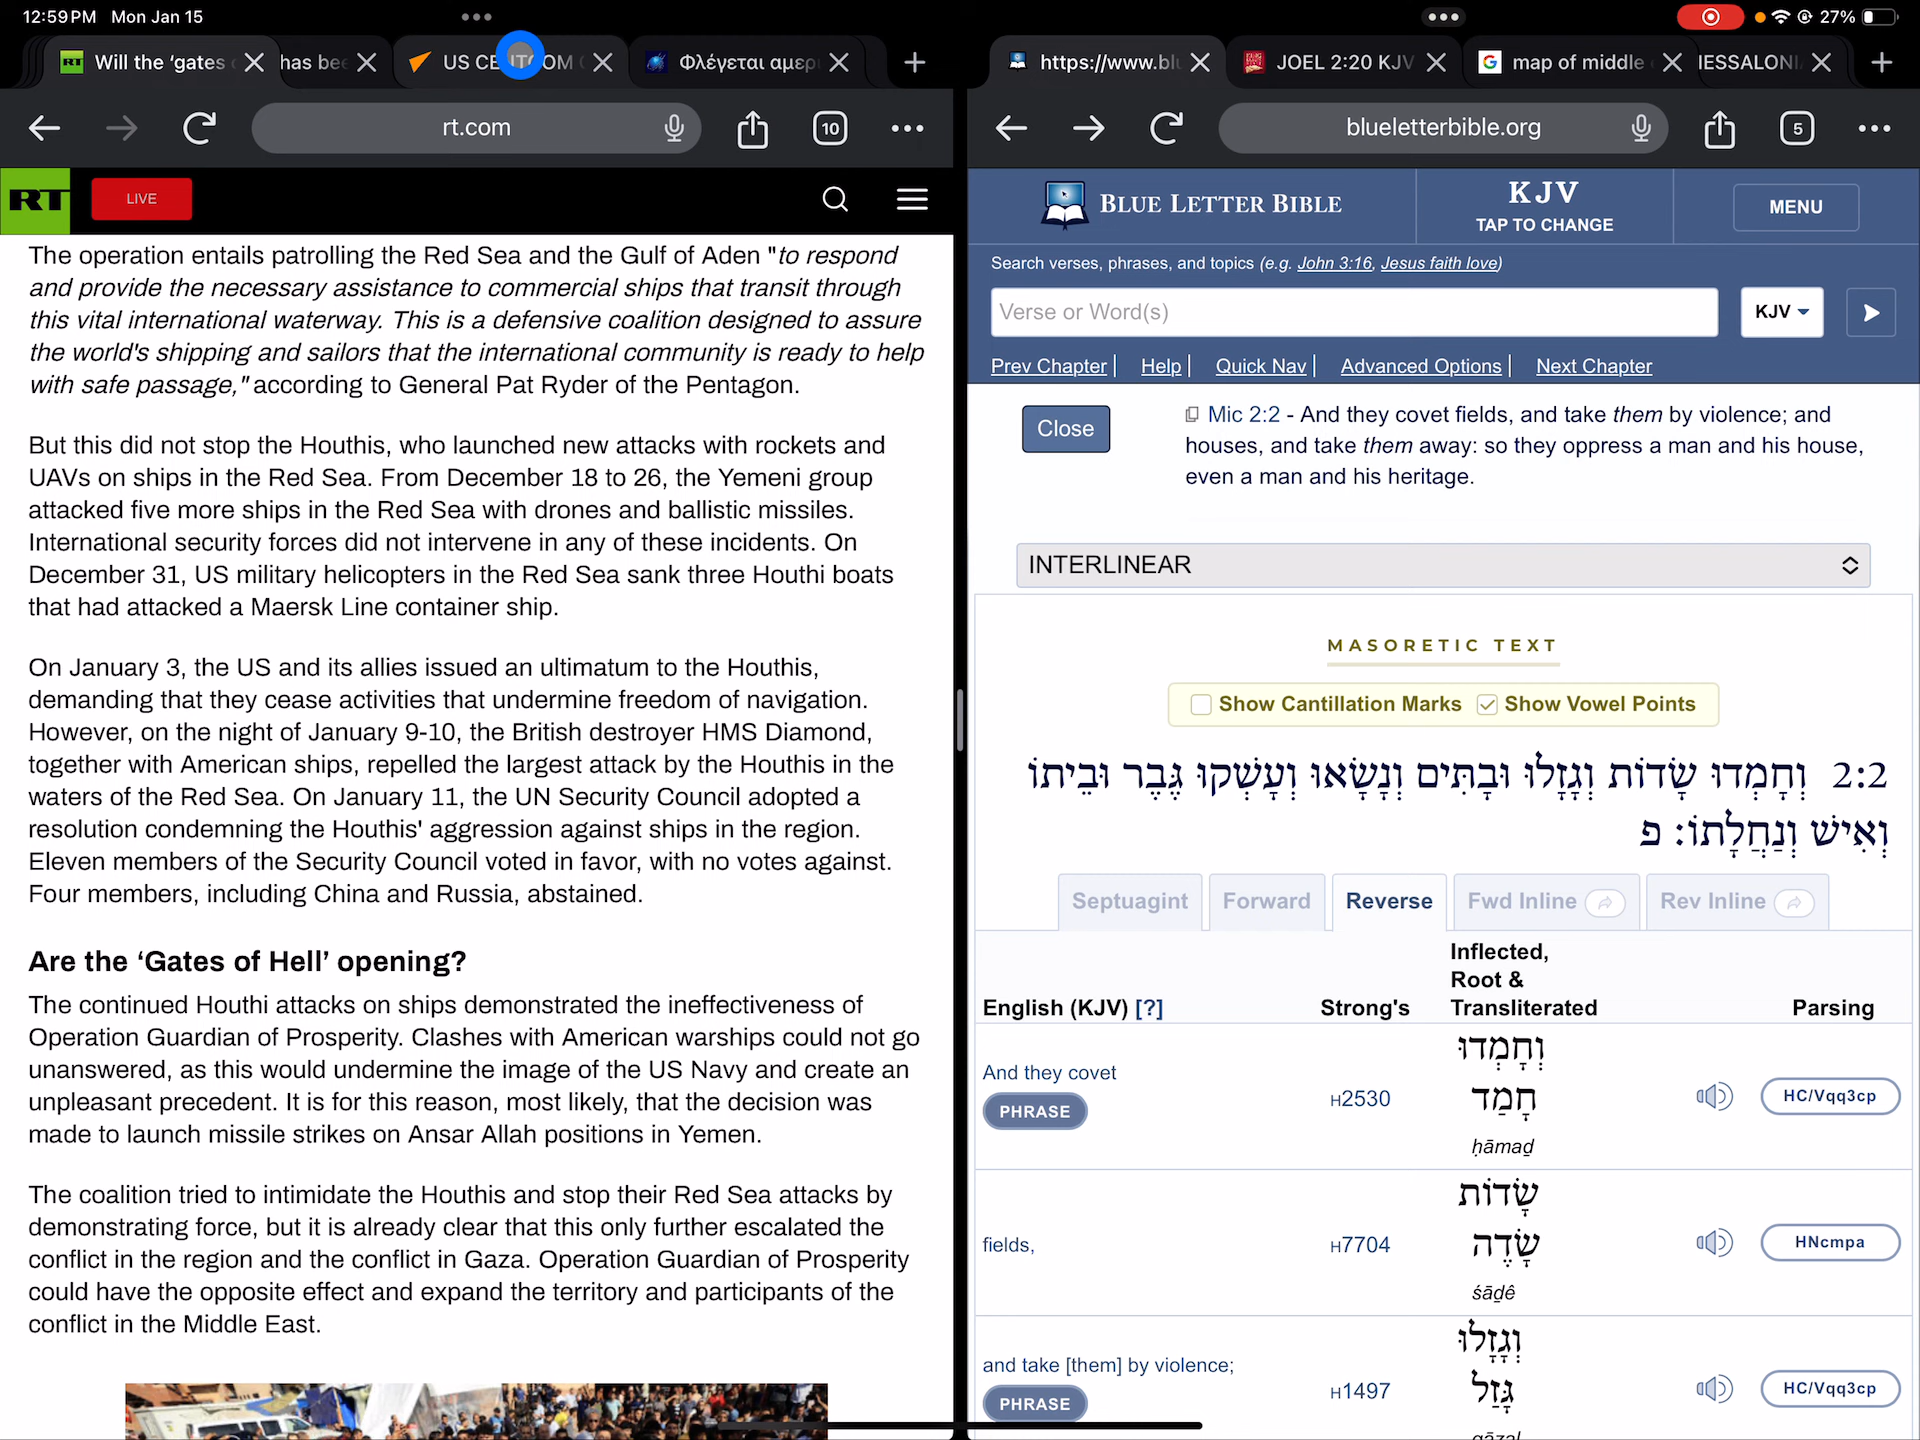 12:59 PM Mon Jan 15
27%
Will the ‘gates
has bee
US CENTCOM
Φλέγεται αμερι
https://www.bl
JOEL 2:20 KJV
map of middle
IESSALONI
rt.com
10
blueletterbible.org
5
RT
LIVE
The operation entails patrolling the Red Sea and the Gulf of Aden "to respond
and provide the necessary assistance to commercial ships that transit through
this vital international waterway. This is a defensive coalition designed to assure
the world's shipping and sailors that the international community is ready to help
with safe passage," according to General Pat Ryder of the Pentagon.
But this did not stop the Houthis, who launched new attacks with rockets and
UAVs on ships in the Red Sea. From December 18 to 26, the Yemeni group
attacked five more ships in the Red Sea with drones and ballistic missiles.
International security forces did not intervene in any of these incidents. On
December 31, US military helicopters in the Red Sea sank three Houthi boats
that had attacked a Maersk Line container ship.
On January 3, the US and its allies issued an ultimatum to the Houthis,
demanding that they cease activities that undermine freedom of navigation.
However, on the night of January 9-10, the British destroyer HMS Diamond,
together with American ships, repelled the largest attack by the Houthis in the
waters of the Red Sea. On January 11, the UN Security Council adopted a
resolution condemning the Houthis' aggression against ships in the region.
Eleven members of the Security Council voted in favor, with no votes against.
Four members, including China and Russia, abstained.
Are the ‘Gates of Hell’ opening?
The continued Houthi attacks on ships demonstrated the ineffectiveness of
Operation Guardian of Prosperity. Clashes with American warships could not go
unanswered, as this would undermine the image of the US Navy and create an
unpleasant precedent. It is for this reason, most likely, that the decision was
made to launch missile strikes on Ansar Allah positions in Yemen.
The coalition tried to intimidate the Houthis and stop their Red Sea attacks by
demonstrating force, but it is already clear that this only further escalated the
conflict in the region and the conflict in Gaza. Operation Guardian of Prosperity
could have the opposite effect and expand the territory and participants of the
conflict in the Middle East.
BLUE LETTER BIBLE
KJV
TAP TO CHANGE
MENU
Search verses, phrases, and topics (e.g. John 3:16, Jesus faith love)
Verse or Word(s)
KJV
Prev Chapter | Help | Quick Nav | Advanced Options | Next Chapter
Close
Mic 2:2 - And they covet fields, and take them by violence; and
houses, and take them away: so they oppress a man and his house,
even a man and his heritage.
INTERLINEAR
MASORETIC TEXT
Show Cantillation Marks Show Vowel Points
2:2 וְחָמְדוּ שָׂדוֹת וְגָזָלוּ וּבָתִּים וְנָשָׂאוּ וְעָשְׁקוּ גֶּבֶר וּבֵיתוֹ
וְאִישׁ וְנַחֲלָתוֹ׃ פ
Septuagint Forward Reverse Fwd Inline Rev Inline
English (KJV) [?]
Strong's
Inflected,
Root &
Transliterated
Parsing
And they covet
PHRASE
H2530
וְחָמְדוּ
חָמַד
ḥāmaḏ
HC/Vqq3cp
fields,
H7704
שָׂדוֹת
שָׂדֶה
śāḏê
HNcmpa
and take [them] by violence;
PHRASE
H1497
וְגָזָלוּ
גָּזַל
gāzal
HC/Vqq3cp